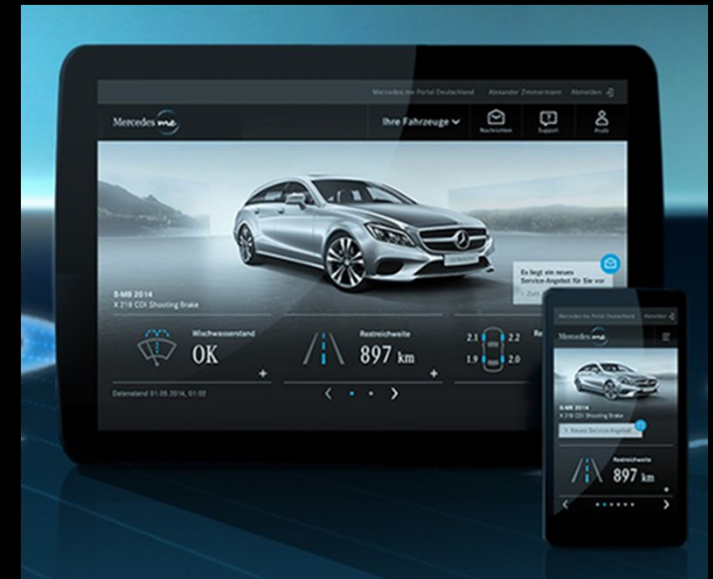 Mercedes me Portal Deutschland Alexander Zimmermann Abmelden
Mercedes me
Ihre Fahrzeuge
Nachrichten
Support
Profil
Es liegt ein neues
Service-Angebot für Sie vor
> Zum
S-MB 2014
X 218 CDI Shooting Brake
Wischwasserstand
OK
+
Restreichweite
897 km
+
2.1 2.2
1.9 2.0
Datenstand 01.05.2014, 01:02
Mercedes me Portal Deutschland Abmelden
Mercedes me
S-MB 2014
X 218 CDI Shooting Brake
> Neues Service-Angebot
Restreichweite
897 km
+